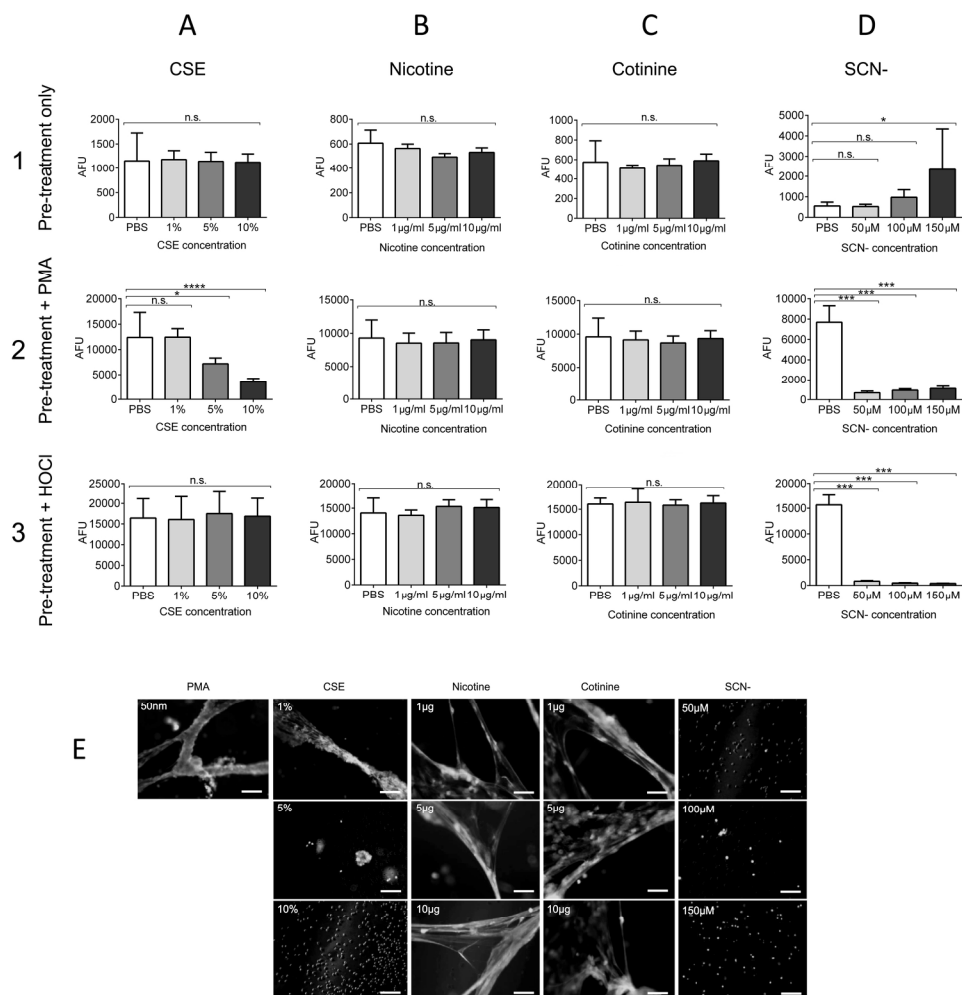 A B C D
CSE Nicotine Cotinine SCN-
1
Pre-treatment only
n.s.
2000
1500
1000
500
0
AFU
PBS 1% 5% 10%
CSE concentration
n.s.
800
600
400
200
0
AFU
PBS 1µg/ml 5µg/ml 10µg/ml
Nicotine concentration
n.s.
1000
800
600
400
200
0
AFU
PBS 1µg/ml 5µg/ml 10µg/ml
Cotinine concentration
*
n.s.
n.s.
5000
4000
3000
2000
1000
0
AFU
PBS 50µM 100µM 150µM
SCN- concentration
2
Pre-treatment + PMA
****
*
n.s.
20000
15000
10000
5000
0
AFU
PBS 1% 5% 10%
CSE concentration
n.s.
15000
10000
5000
0
AFU
PBS 1µg/ml 5µg/ml 10µg/ml
Nicotine concentration
n.s.
15000
10000
5000
0
AFU
PBS 1µg/ml 5µg/ml 10µg/ml
Cotinine concentration
***
***
***
10000
8000
6000
4000
2000
0
AFU
PBS 50µM 100µM 150µM
SCN- concentration
3
Pre-treatment + HOCl
n.s.
25000
20000
15000
10000
5000
0
AFU
PBS 1% 5% 10%
CSE concentration
n.s.
20000
15000
10000
5000
0
AFU
PBS 1µg/ml 5µg/ml 10µg/ml
Nicotine concentration
n.s.
20000
15000
10000
5000
0
AFU
PBS 1µg/ml 5µg/ml 10µg/ml
Cotinine concentration
***
***
***
20000
15000
10000
5000
0
AFU
PBS 50µM 100µM 150µM
SCN- concentration
E
PMA CSE Nicotine Cotinine SCN-
50nm 1% 1µg 1µg 50µM
5% 5µg 5µg 100µM
10% 10µg 10µg 150µM